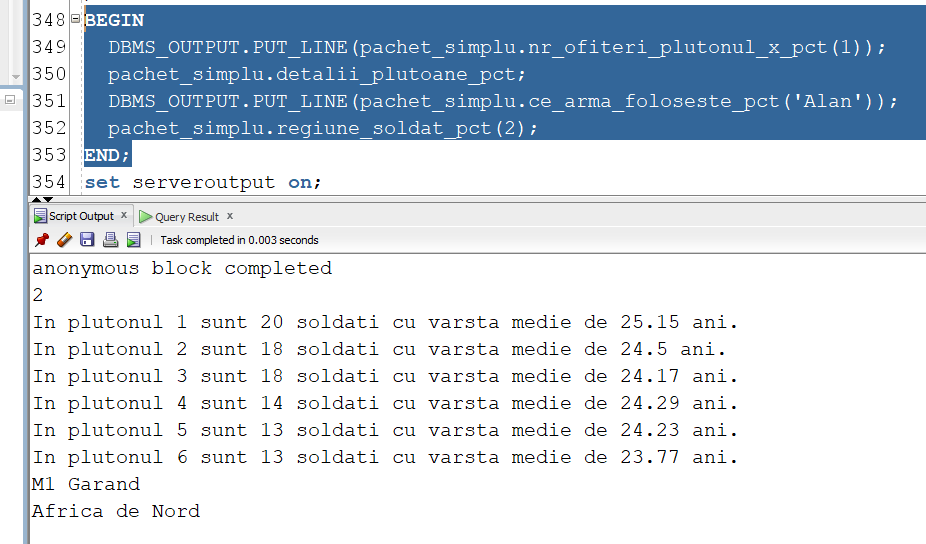 348 BEGIN
349 DBMS_OUTPUT.PUT_LINE(pachet_simplu.nr_ofiteri_plutonul_x_pct(1));
350 pachet_simplu.detalii_plutoane_pct;
351 DBMS_OUTPUT.PUT_LINE(pachet_simplu.ce_arma_foloseste_pct('Alan'));
352 pachet_simplu.regiune_soldat_pct(2);
353 END;
354 set serveroutput on;
Script Output x Query Result x
Task completed in 0.003 seconds
anonymous block completed
2
In plutonul 1 sunt 20 soldati cu varsta medie de 25.15 ani.
In plutonul 2 sunt 18 soldati cu varsta medie de 24.5 ani.
In plutonul 3 sunt 18 soldati cu varsta medie de 24.17 ani.
In plutonul 4 sunt 14 soldati cu varsta medie de 24.29 ani.
In plutonul 5 sunt 13 soldati cu varsta medie de 24.23 ani.
In plutonul 6 sunt 13 soldati cu varsta medie de 23.77 ani.
M1 Garand
Africa de Nord